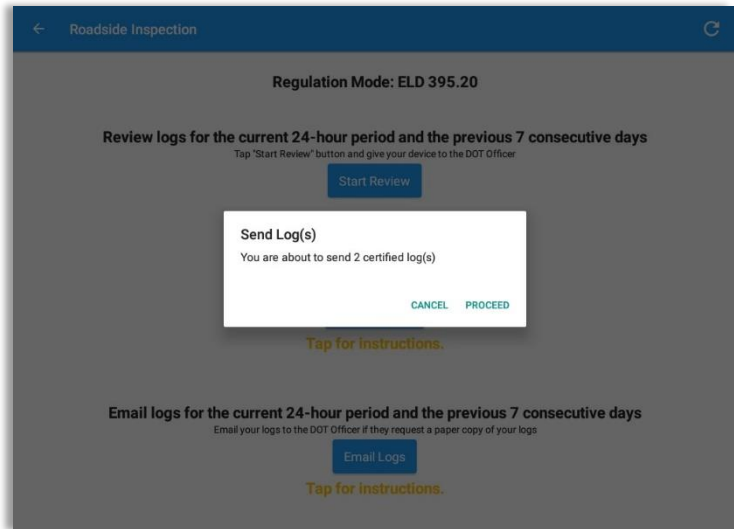 Roadside Inspection
Regulation Mode: ELD 395.20
Review logs for the current 24-hour period and the previous 7 consecutive days
Tap "Start Review" button and give your device to the DOT Officer
Start Review
Send Log(s)
You are about to send 2 certified log(s)
CANCEL PROCEED
Tap for instructions.
Email logs for the current 24-hour period and the previous 7 consecutive days
Email your logs to the DOT Officer if they request a paper copy of your logs
Email Logs
Tap for instructions.